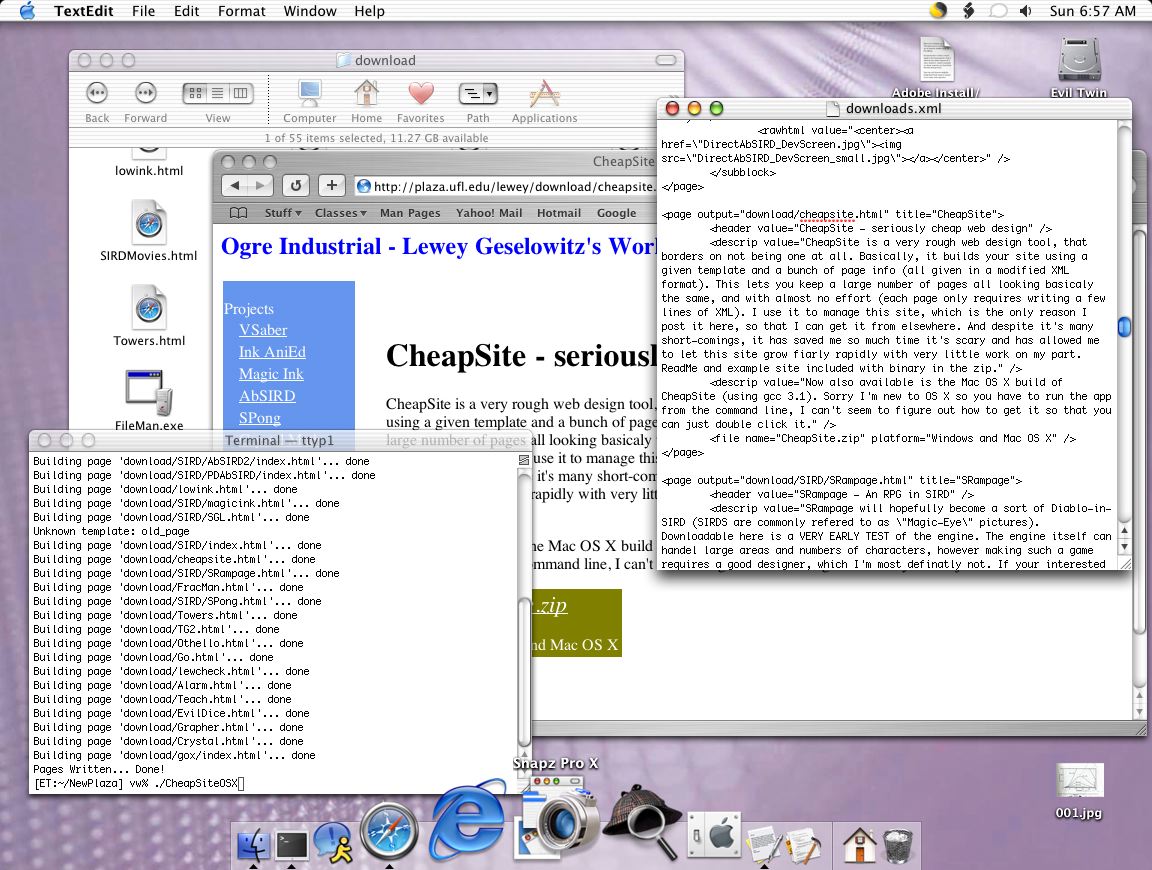 TextEdit File Edit Format Window Help Sun 6:57 AM
download
Back Forward View Computer Home Favorites Path Applications
1 of 55 items selected, 11.27 GB available
lowink.html
SIRDMovies.html
Towers.html
FileMan.exe
Adobe Install/
Evil Twin
CheapSite
http://plaza.ufl.edu/lewey/download/cheapsite.
Stuff Classes Man Pages Yahoo! Mail Hotmail Google
Ogre Industrial - Lewey Geselowitz's Wor
Projects
VSaber
Ink AniEd
Magic Ink
AbSIRD
SPong
CheapSite - seriousl
CheapSite is a very rough web design tool,
using a given template and a bunch of page
large number of pages all looking basicaly
use it to manage this
it's many short-com
rapidly with very litt
he Mac OS X build
ommand line, I can't
.zip
nd Mac OS X
downloads.xml
<rawhtml value="<center><a
href=\"DirectAbSIRD_DevScreen.jpg\"><img
src=\"DirectAbSIRD_DevScreen_small.jpg\"></a></center>" />
</subblock>
</page>
<page output="download/cheapsite.html" title="CheapSite">
<header value="CheapSite - seriously cheap web design" />
<descrip value="CheapSite is a very rough web design tool, that
borders on not being one at all. Basically, it builds your site using a
given template and a bunch of page info (all given in a modified XML
format). This lets you keep a large number of pages all looking basicaly
the same, and with almost no effort (each page only requires writing a few
lines of XML). I use it to manage this site, which is the only reason I
post it here, so that I can get it from elsewhere. And despite it's many
short-comings, it has saved me so much time it's scary and has allowed me
to let this site grow fiarly rapidly with very little work on my part.
ReadMe and example site included with binary in the zip." />
<descrip value="Now also available is the Mac OS X build of
CheapSite (using gcc 3.1). Sorry I'm new to OS X so you have to run the app
from the command line, I can't seem to figure out how to get it so that you
can just double click it." />
<file name="CheapSite.zip" platform="Windows and Mac OS X" />
</page>
<page output="download/SIRD/SRampage.html" title="SRampage">
<header value="SRampage - An RPG in SIRD" />
<descrip value="SRampage will hopefully become a sort of Diablo-in-
SIRD (SIRDS are commonly refered to as \"Magic-Eye\" pictures).
Downloadable here is a VERY EARLY TEST of the engine. The engine itself can
handel large areas and numbers of characters, however making such a game
requires a good designer, which I'm most definatly not. If your interested
Terminal — ttyp1
Building page 'download/SIRD/AbSIRD2/index.html'... done
Building page 'download/SIRD/PDAbSIRD/index.html'... done
Building page 'download/lowink.html'... done
Building page 'download/SIRD/magicink.html'... done
Building page 'download/SIRD/SGL.html'... done
Unknown template: old_page
Building page 'download/SIRD/index.html'... done
Building page 'download/cheapsite.html'... done
Building page 'download/SIRD/SRampage.html'... done
Building page 'download/FracMan.html'... done
Building page 'download/SIRD/SPong.html'... done
Building page 'download/Towers.html'... done
Building page 'download/TG2.html'... done
Building page 'download/Othello.html'... done
Building page 'download/Go.html'... done
Building page 'download/lewcheck.html'... done
Building page 'download/Alarm.html'... done
Building page 'download/Teach.html'... done
Building page 'download/EvilDice.html'... done
Building page 'download/Grapher.html'... done
Building page 'download/Crystal.html'... done
Building page 'download/gox/index.html'... done
Pages Written... Done!
[ET:~/NewPlaza] vw% ./CheapSiteOSX
Snapz Pro X
001.jpg